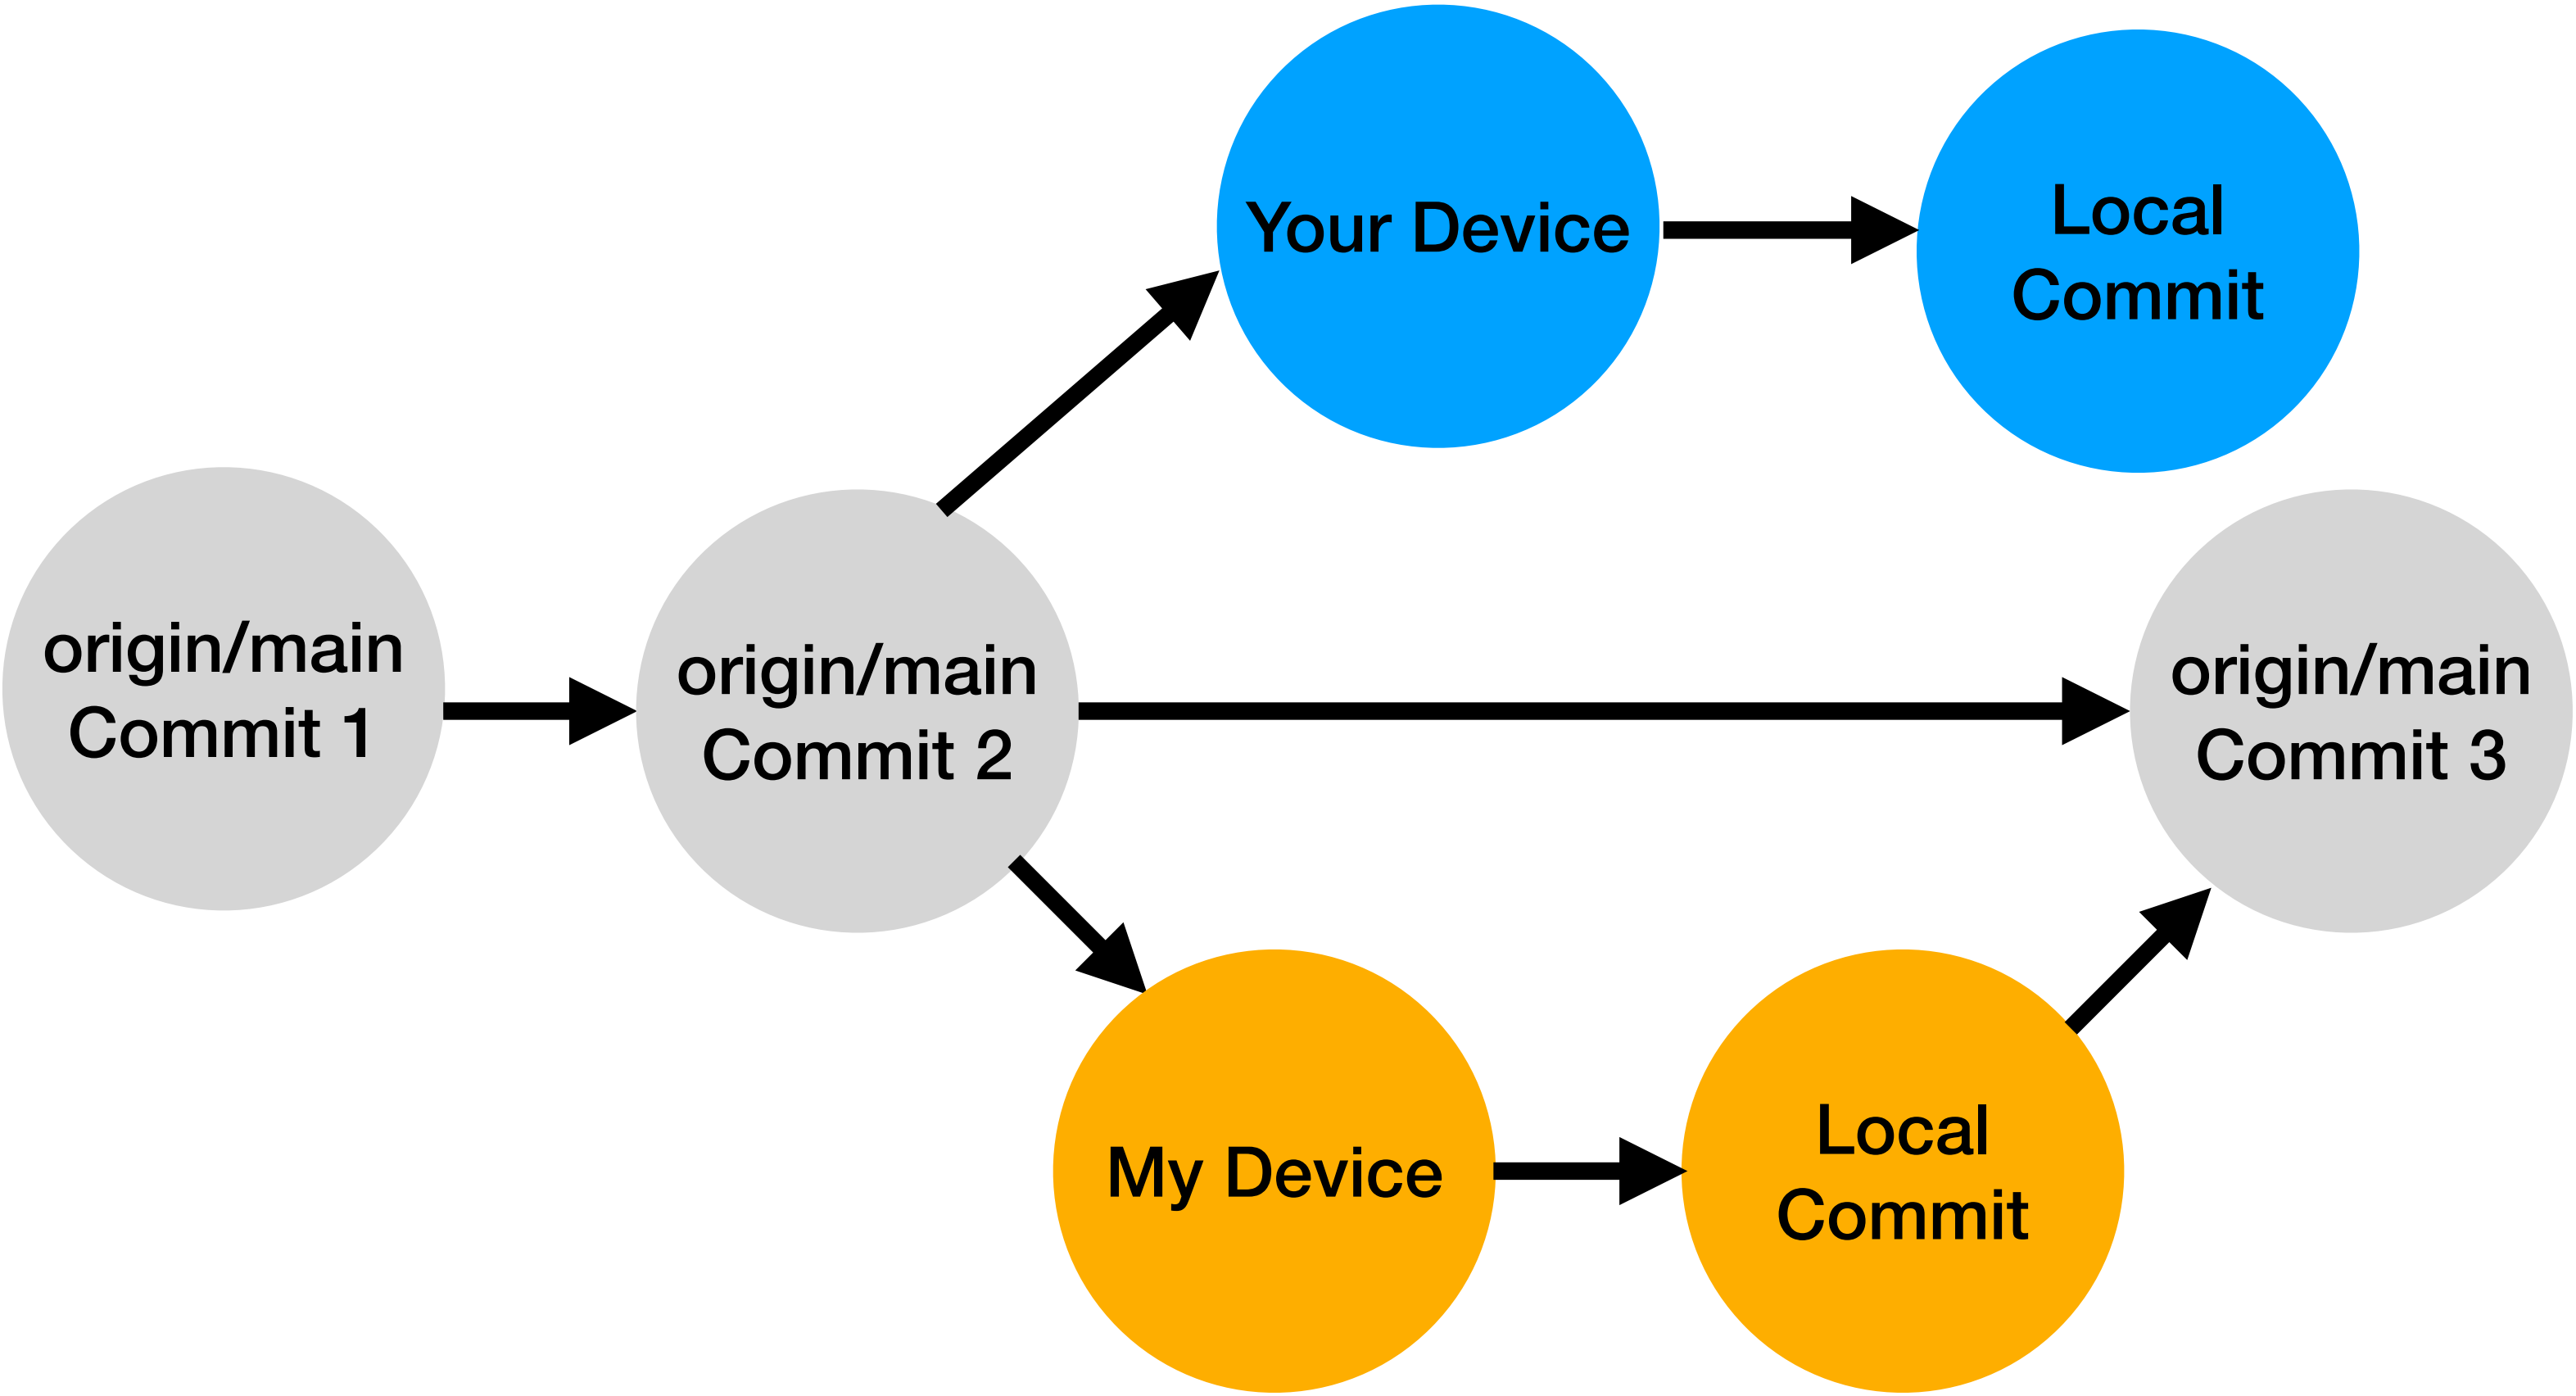 Your Device
Local
Commit
origin/main
Commit 1
origin/main
Commit 2
origin/main
Commit 3
My Device
Local
Commit